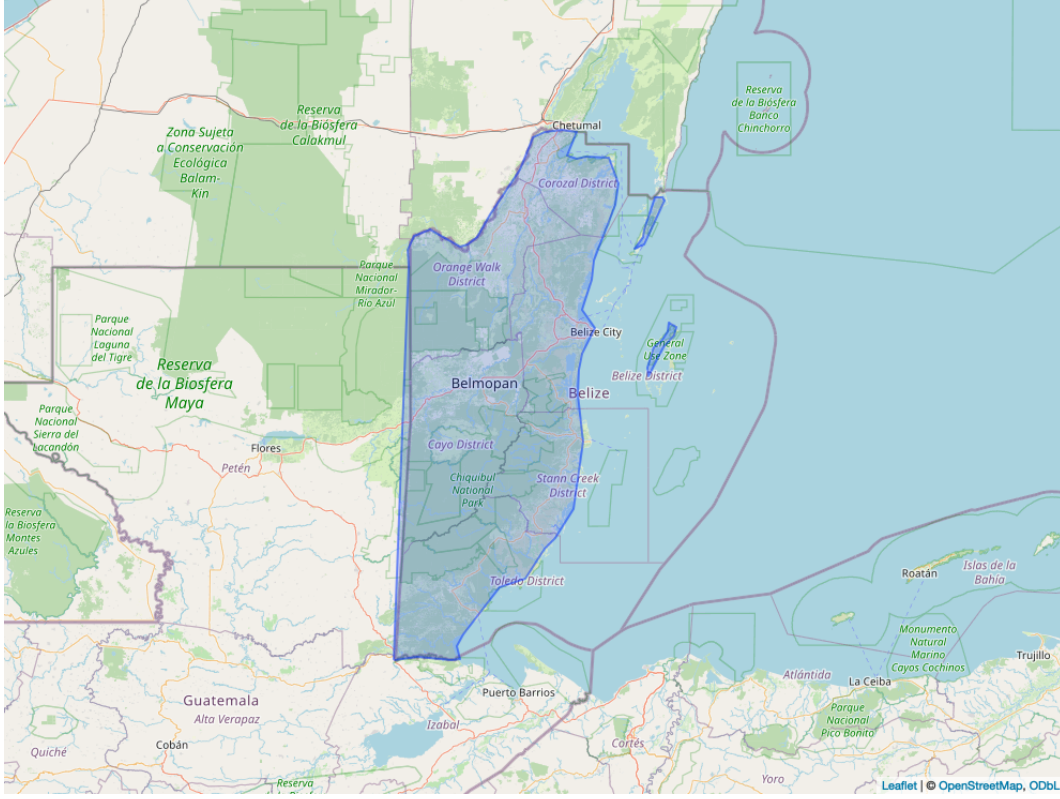 Reserva
de la Biósfera
Banco
Chinchorro
Reserva
de la Biósfera
Calakmul
Chetumal
Zona Sujeta
a Conservación
Ecológica
Balam-
Kin
Corozal District
Parque
Nacional
Mirador-
Río Azul
Orange Walk
District
Parque
Nacional
Laguna
del Tigre
Belize City
General
Use Zone
Belize District
Reserva
de la Biosfera
Maya
Belmopan
Belize
Parque
Nacional
Sierra del
Lacandón
Flores
Petén
Cayo District
Chiquibul
National
Park
Stann Creek
District
Reserva
la Biosfera
Montes
Azules
Toledo District
Roatán
Islas de la
Bahía
Monumento
Natural
Marino
Cayos Cochinos
Trujillo
Atlántida
La Ceiba
Puerto Barrios
Guatemala
Alta Verapaz
Izabal
Parque
Nacional
Pico Bonito
Cobán
Quiché
Cortés
Yoro
Reserva
Leaflet | © OpenStreetMap, ODbL